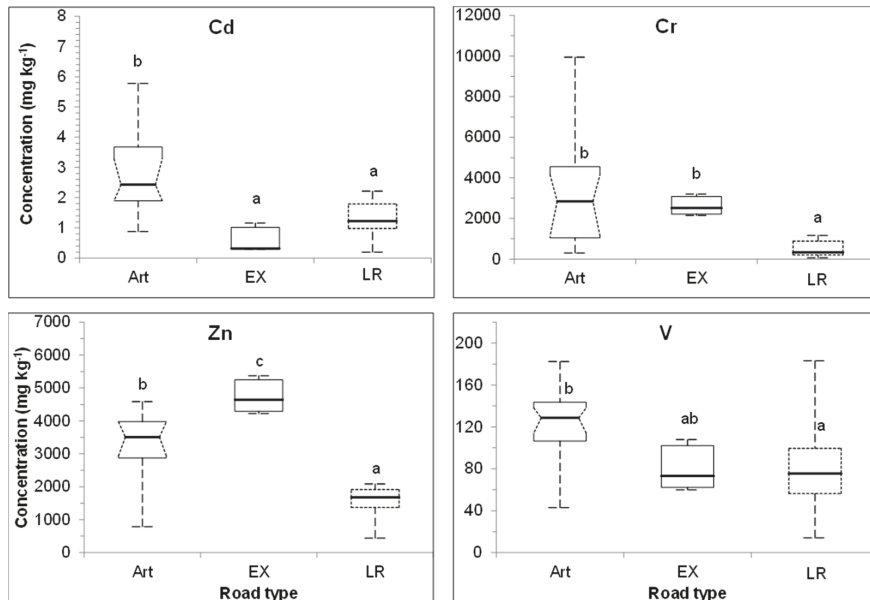 Cd
Concentration (mg kg-1)
8
7
6
5
4
3
2
1
0
b
a
a
Art EX LR
Cr
12000
10000
8000
6000
4000
2000
0
b
b
a
Art EX LR
Zn
Concentration (mg kg-1)
7000
6000
5000
4000
3000
2000
1000
0
b
c
a
Art EX LR
Road type
V
200
160
120
80
40
0
b
ab
a
Art EX LR
Road type